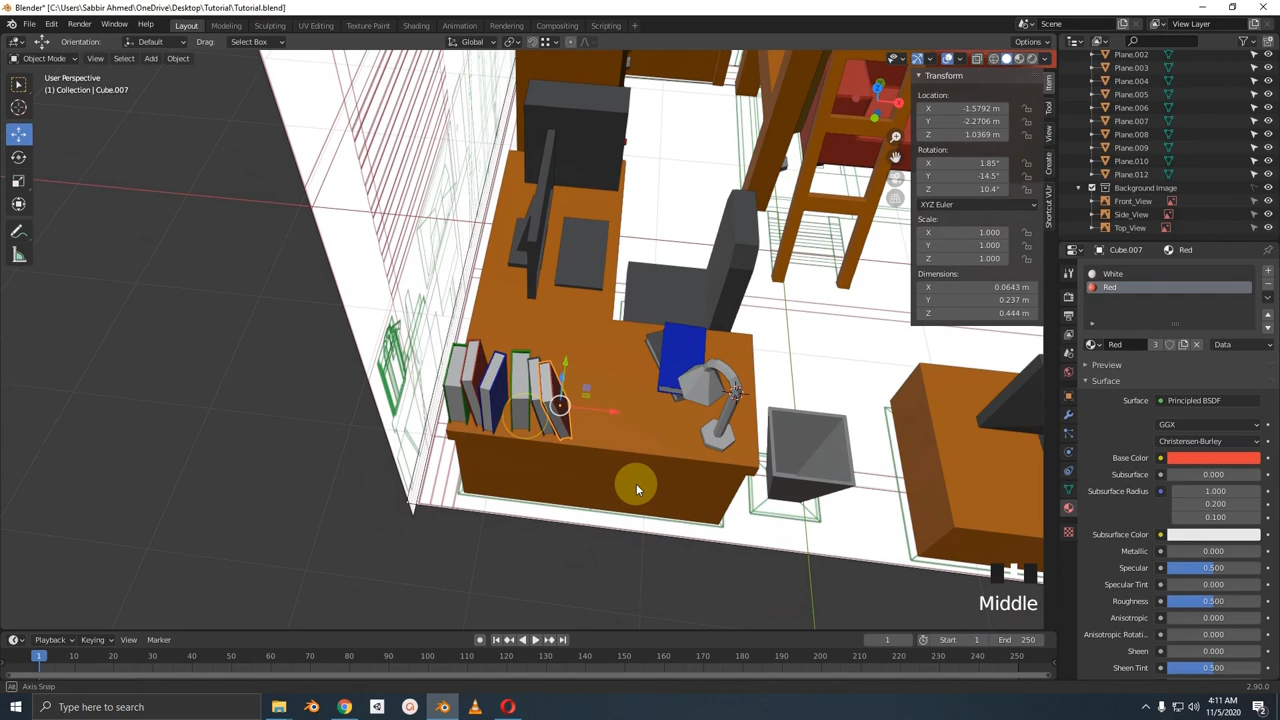 Blender* [C:\Users\Sabbir Ahmed\OneDrive\Desktop\Tutorial\Tutorial.blend]
File Edit Render Window Help Layout Modeling Sculpting UV Editing Texture Paint Shading Animation Rendering Compositing Scripting Scene View Layer
Orientation: Default Drag: Select Box Global Options
Object Mode View Select Add Object
User Perspective
(1) Collection | Cube.007
Transform
Location:
X -1.5792 m
Y -2.2706 m
Z 1.0369 m
Rotation:
X 1.85°
Y -14.5°
Z 10.4°
XYZ Euler
Scale:
X 1.000
Y 1.000
Z 1.000
Dimensions:
X 0.0643 m
Y 0.237 m
Z 0.444 m
Item
Tool
View
Create
Shortcut VUr
Plane.002
Plane.003
Plane.004
Plane.005
Plane.006
Plane.007
Plane.008
Plane.009
Plane.010
Plane.011
Plane.012
Background Image
Front_View
Side_View
Top_View
Cube.007 Red
White
Red
Red 3 Data
Preview
Surface
Surface Principled BSDF
GGX
Christensen-Burley
Base Color
Subsurface 0.000
Subsurface Radius 1.000
0.200
0.100
Subsurface Color
Metallic 0.000
Specular 0.500
Specular Tint 0.000
Roughness 0.500
Anisotropic 0.000
Anisotropic Rotati... 0.000
Sheen 0.000
Sheen Tint 0.500
Middle
Playback Keying View Marker 1 Start 1 End 250
1 10 20 30 40 50 60 70 80 90 100 110 120 130 140 150 160 170 180 190 200 210 220 230 240 250
Axis Snap 2.90.0
Type here to search
4:11 AM
11/5/2020
2